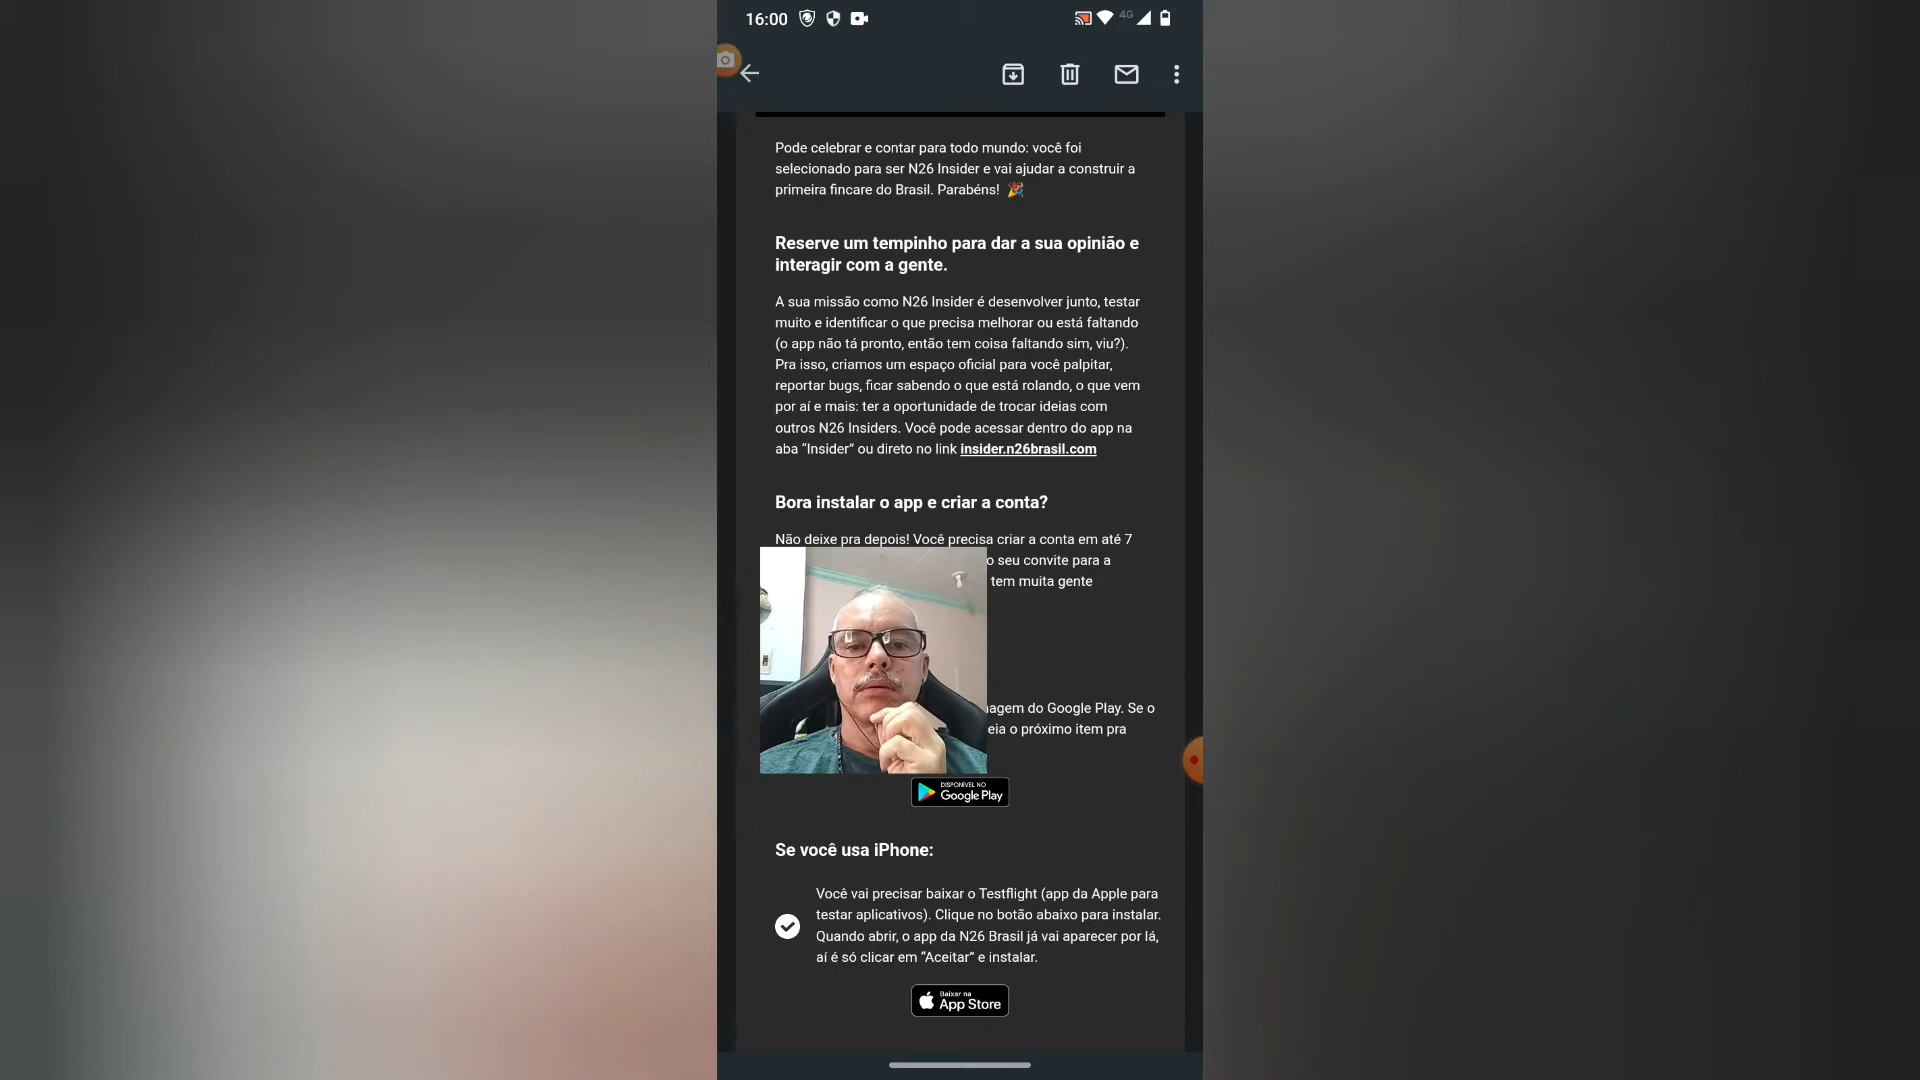 16:00
4G
Pode celebrar e contar para todo mundo: você foi
selecionado para ser N26 Insider e vai ajudar a construir a
primeira fincare do Brasil. Parabéns! 🎉
Reserve um tempinho para dar a sua opinião e
interagir com a gente.
A sua missão como N26 Insider é desenvolver junto, testar
muito e identificar o que precisa melhorar ou está faltando
(o app não tá pronto, então tem coisa faltando sim, viu?).
Pra isso, criamos um espaço oficial para você palpitar,
reportar bugs, ficar sabendo o que está rolando, o que vem
por aí e mais: ter a oportunidade de trocar ideias com
outros N26 Insiders. Você pode acessar dentro do app na
aba “Insider” ou direto no link insider.n26brasil.com
Bora instalar o app e criar a conta?
Não deixe pra depois! Você precisa criar a conta em até 7
o seu convite para a
tem muita gente
do Google Play. Se o
o próximo item pra
DISPONÍVEL NO
Google Play
Se você usa iPhone:
Você vai precisar baixar o Testflight (app da Apple para
testar aplicativos). Clique no botão abaixo para instalar.
Quando abrir, o app da N26 Brasil já vai aparecer por lá,
aí é só clicar em “Aceitar” e instalar.
Baixar na
App Store